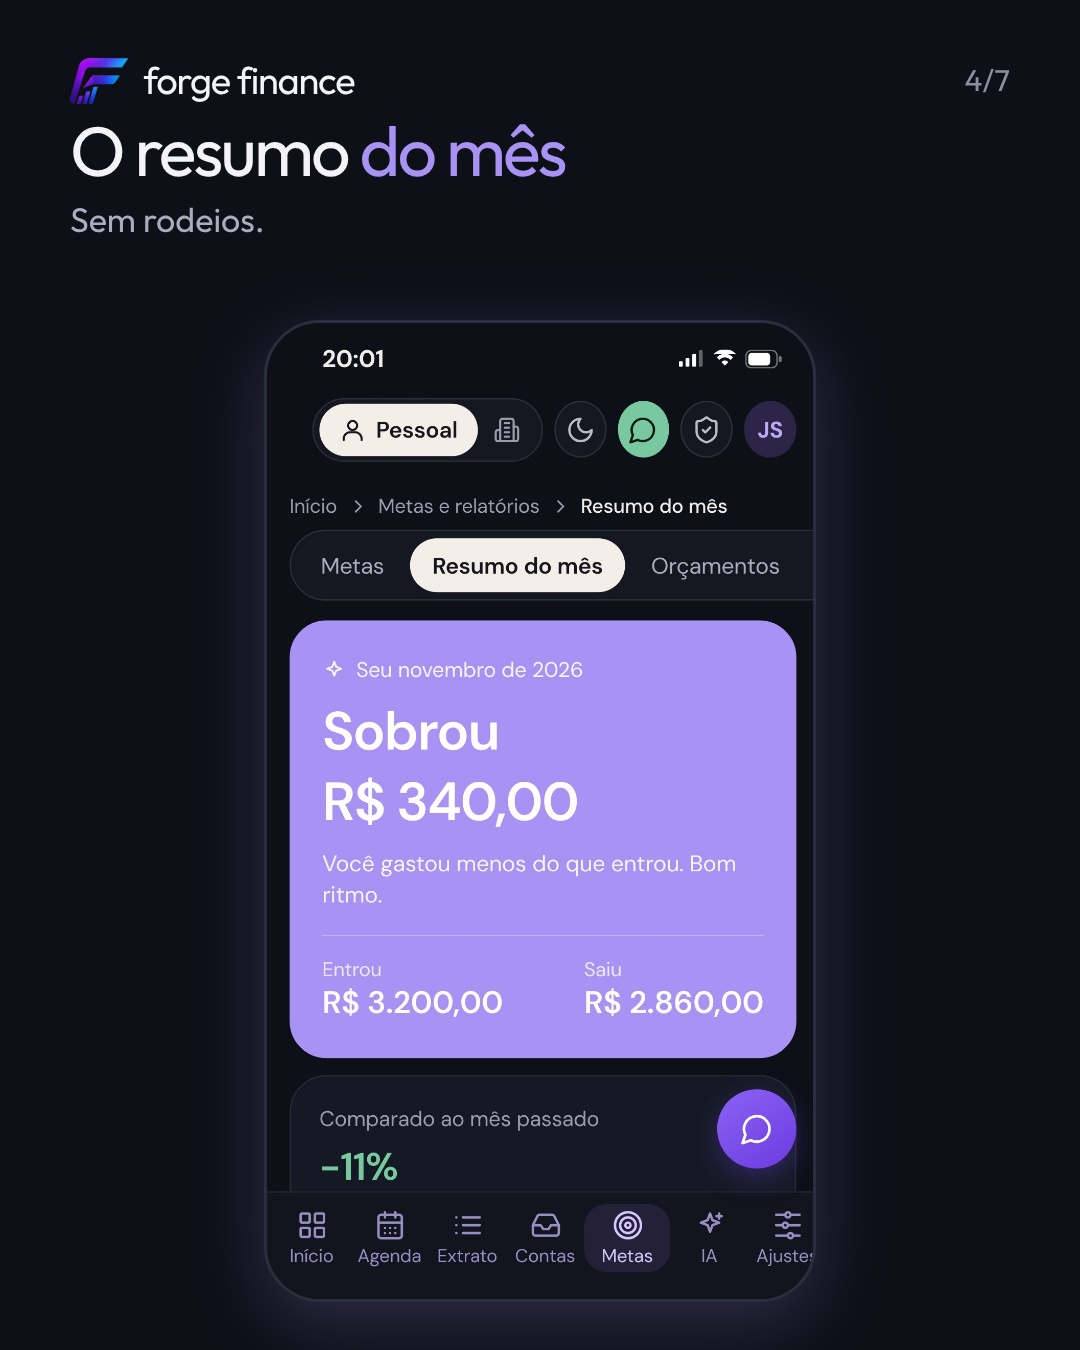 forge finance
4/7
O resumo do mês
Sem rodeios.
20:01
Pessoal
JS
Início > Metas e relatórios > Resumo do mês
Metas Resumo do mês Orçamentos
Seu novembro de 2026
Sobrou
R$ 340,00
Você gastou menos do que entrou. Bom
ritmo.
Entrou Saiu
R$ 3.200,00 R$ 2.860,00
Comparado ao mês passado
-11%
Início Agenda Extrato Contas Metas IA Ajustes